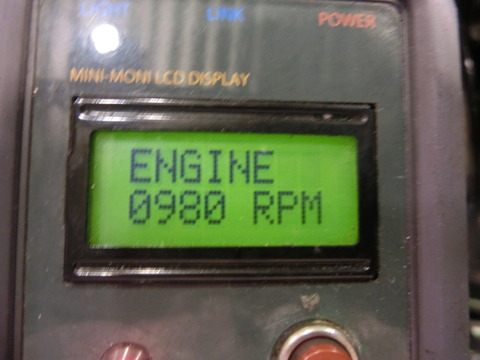 LIGHT LINK POWER
MINI-MONI LCD DISPLAY
ENGINE
0980 RPM